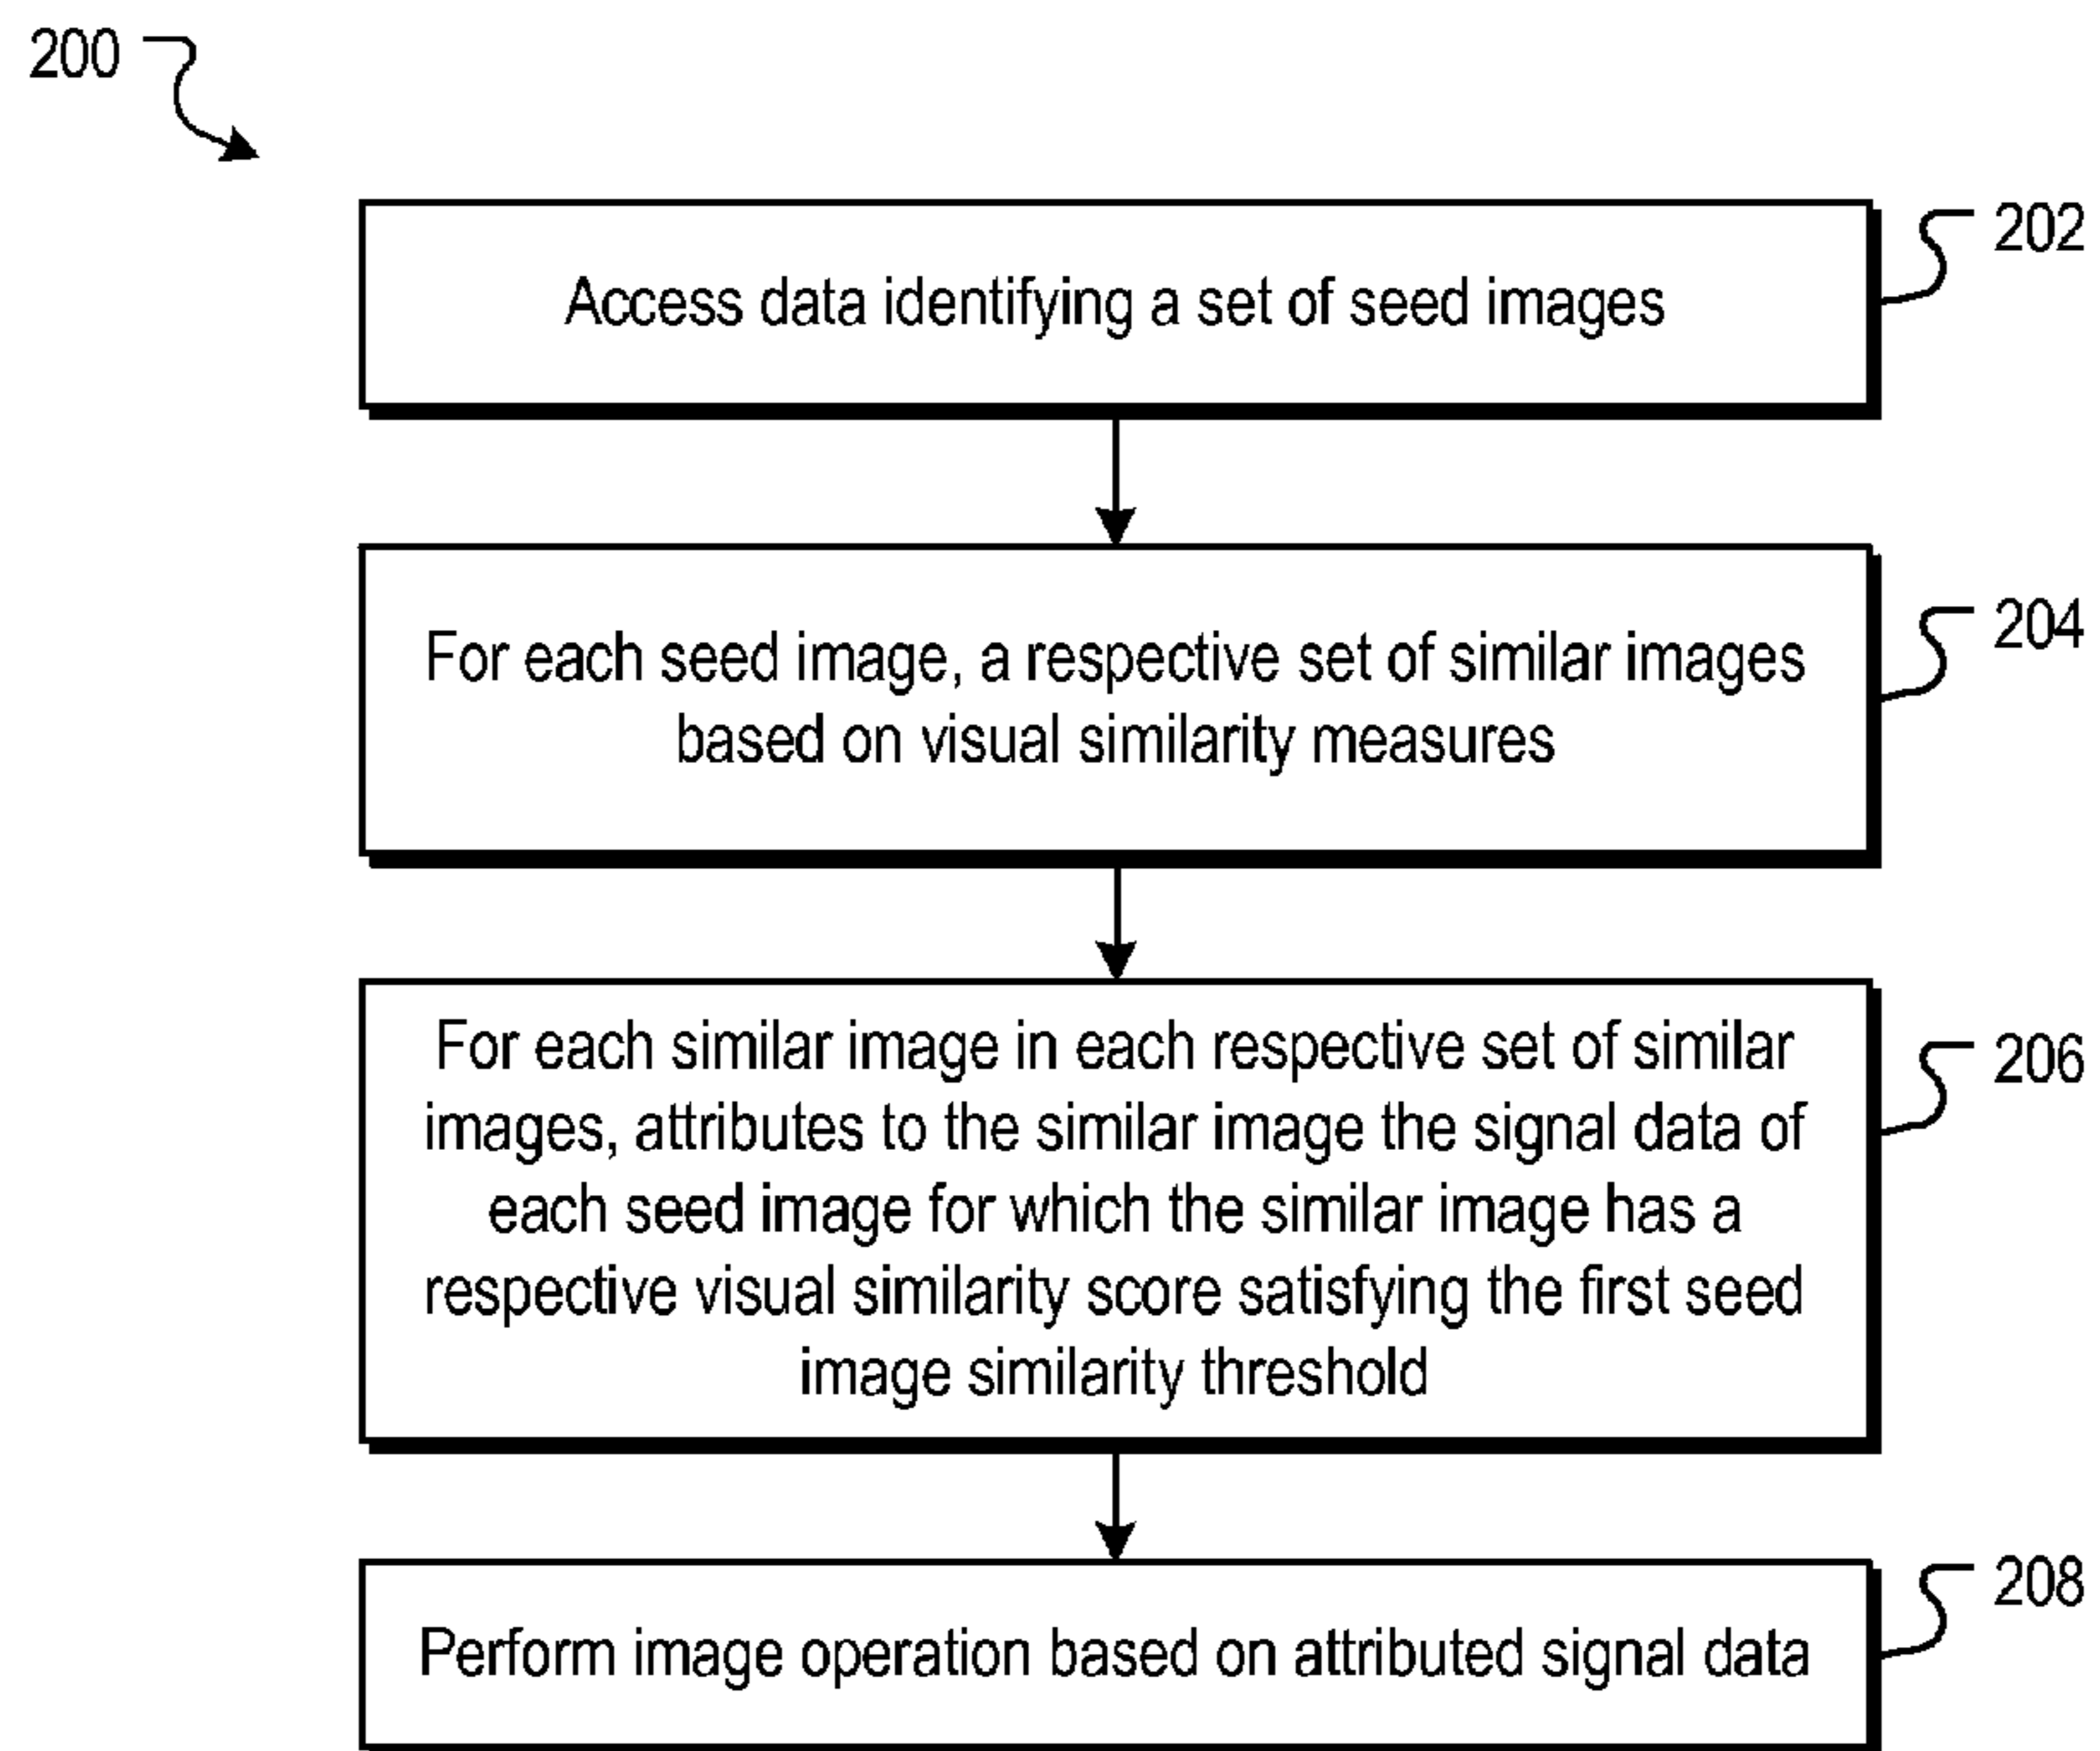 200
202
Access data identifying a set of seed images
204
For each seed image, a respective set of similar images
based on visual similarity measures
206
For each similar image in each respective set of similar
images, attributes to the similar image the signal data of
each seed image for which the similar image has a
respective visual similarity score satisfying the first seed
image similarity threshold
208
Perform image operation based on attributed signal data